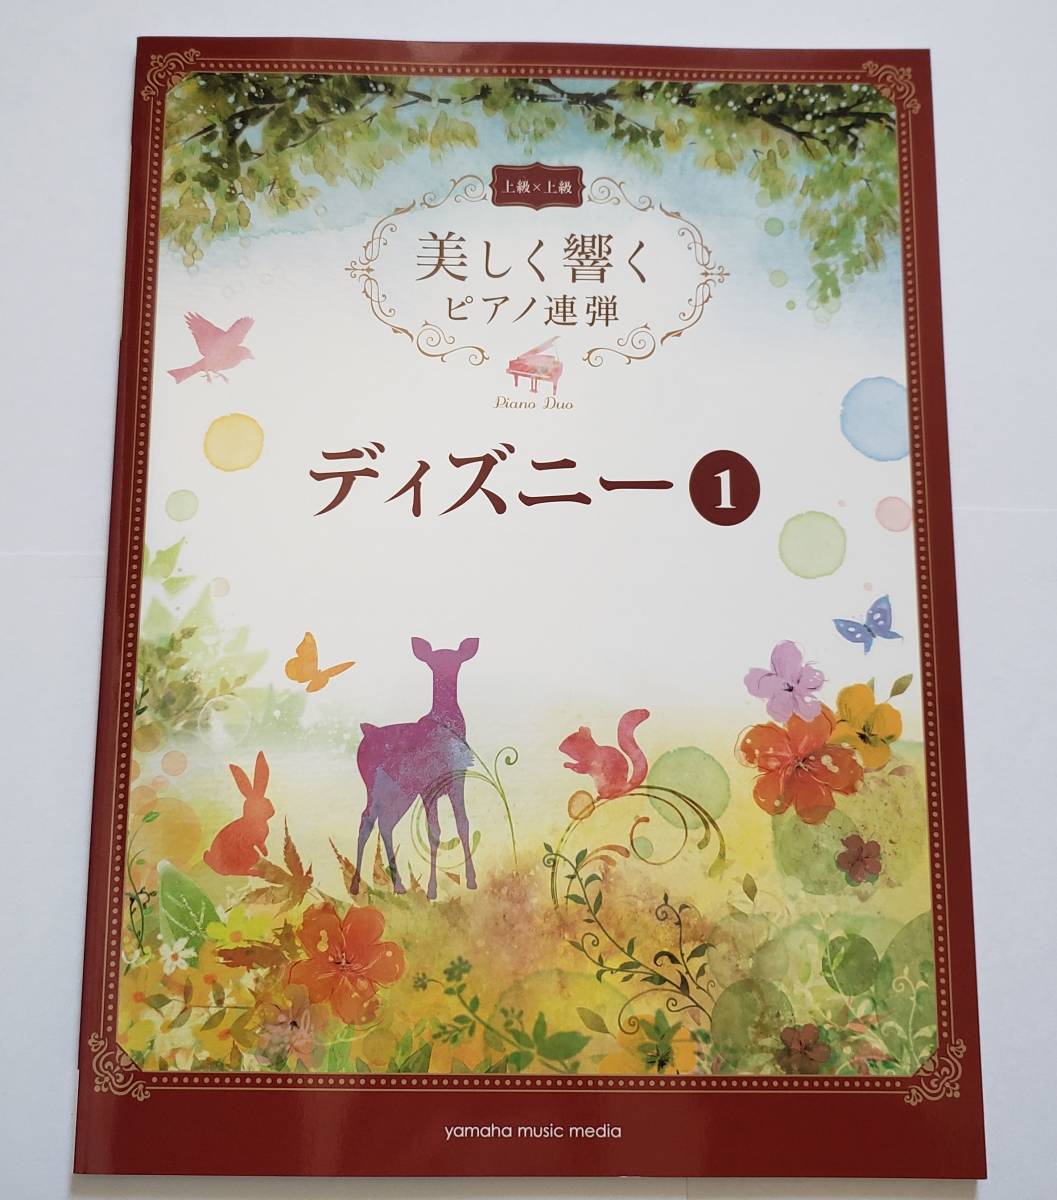 上級×上級
美しく響く
ピアノ連弾
Piano Duo
ディズニー1
yamaha music media